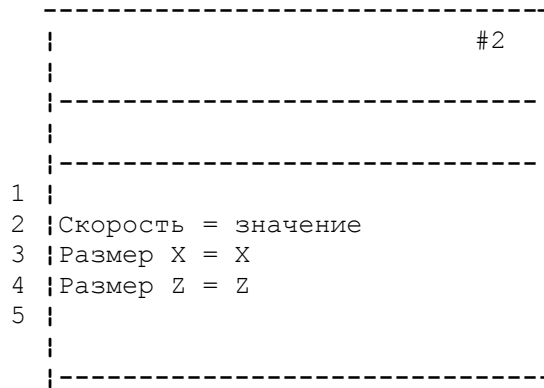 #2
1
2 Скорость = значение
3 Размер X = X
4 Размер Z = Z
5